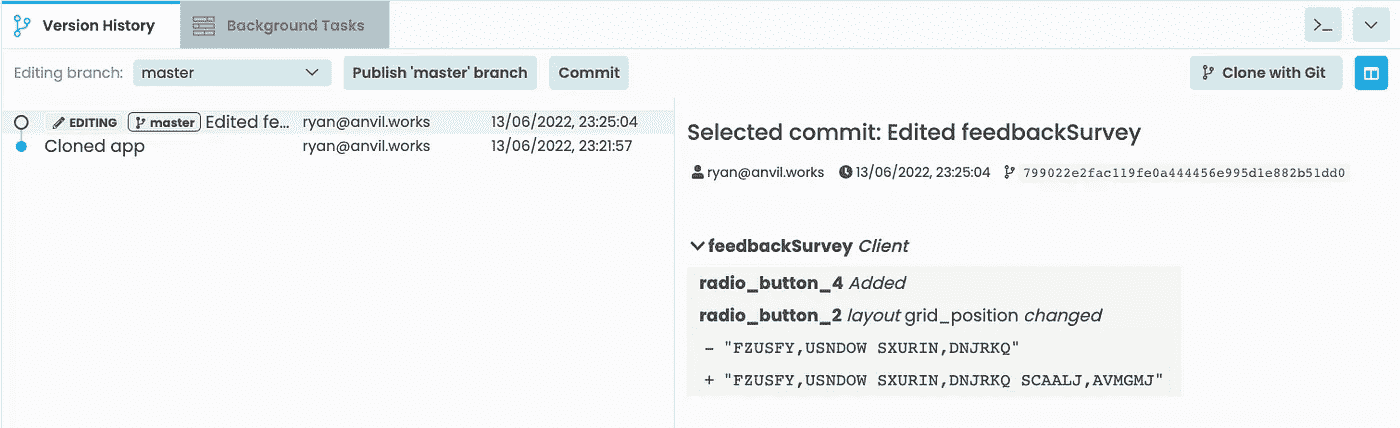 Version History Background Tasks >_
Editing branch: master Publish 'master' branch Commit Clone with Git
EDITING master Edited fe... ryan@anvil.works 13/06/2022, 23:25:04
Cloned app ryan@anvil.works 13/06/2022, 23:21:57
Selected commit: Edited feedbackSurvey
ryan@anvil.works 13/06/2022, 23:25:04 799022e2fac119fe0a444456e995d1e882b51dd0
feedbackSurvey Client
radio_button_4 Added
radio_button_2 layout grid_position changed
- "FZUSFY,USNDOW SXURIN,DNJRKQ"
+ "FZUSFY,USNDOW SXURIN,DNJRKQ SCAALJ,AVMGMJ"